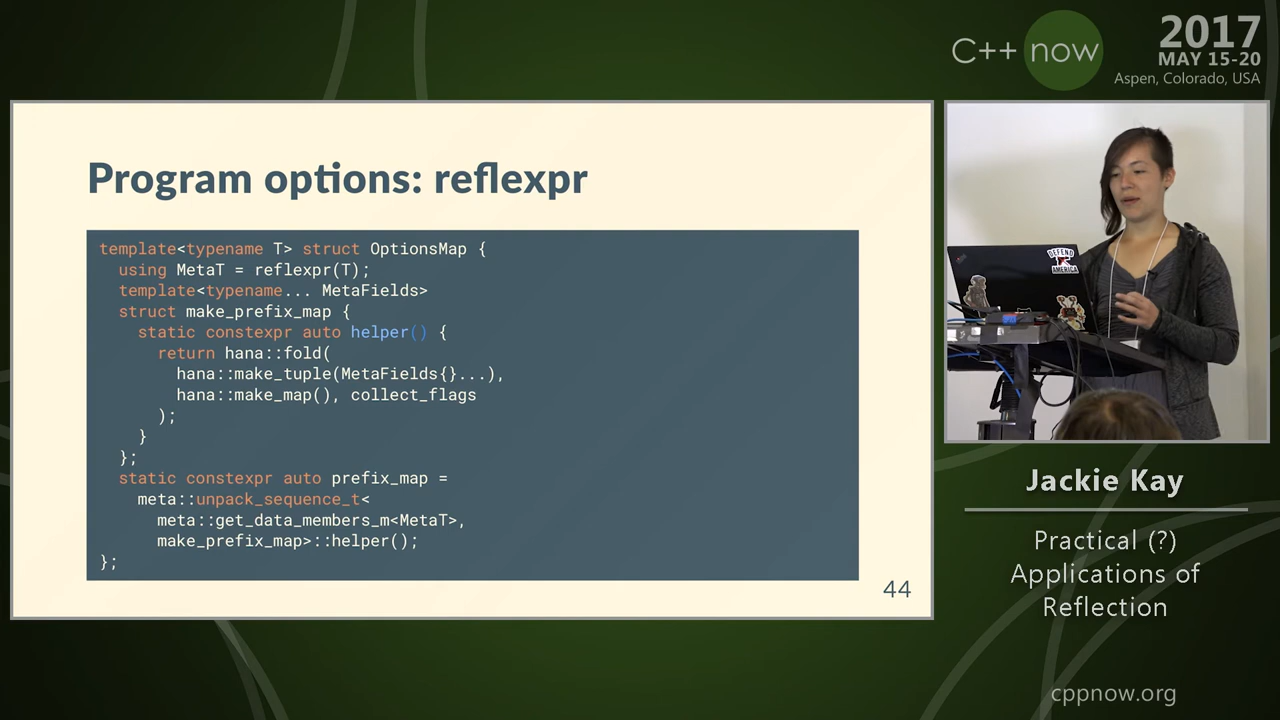 C++ now
2017
MAY 15-20
Aspen, Colorado, USA
Program options: reflexpr
template<typename T> struct OptionsMap {
using MetaT = reflexpr(T);
template<typename... MetaFields>
struct make_prefix_map {
static constexpr auto helper() {
return hana::fold(
hana::make_tuple(MetaFields{}...),
hana::make_map(), collect_flags
);
}
};
static constexpr auto prefix_map =
meta::unpack_sequence_t<
meta::get_data_members_m<MetaT>,
make_prefix_map>::helper();
};
44
DEFEND
AMERICA
Jackie Kay
Practical (?)
Applications of
Reflection
cppnow.org